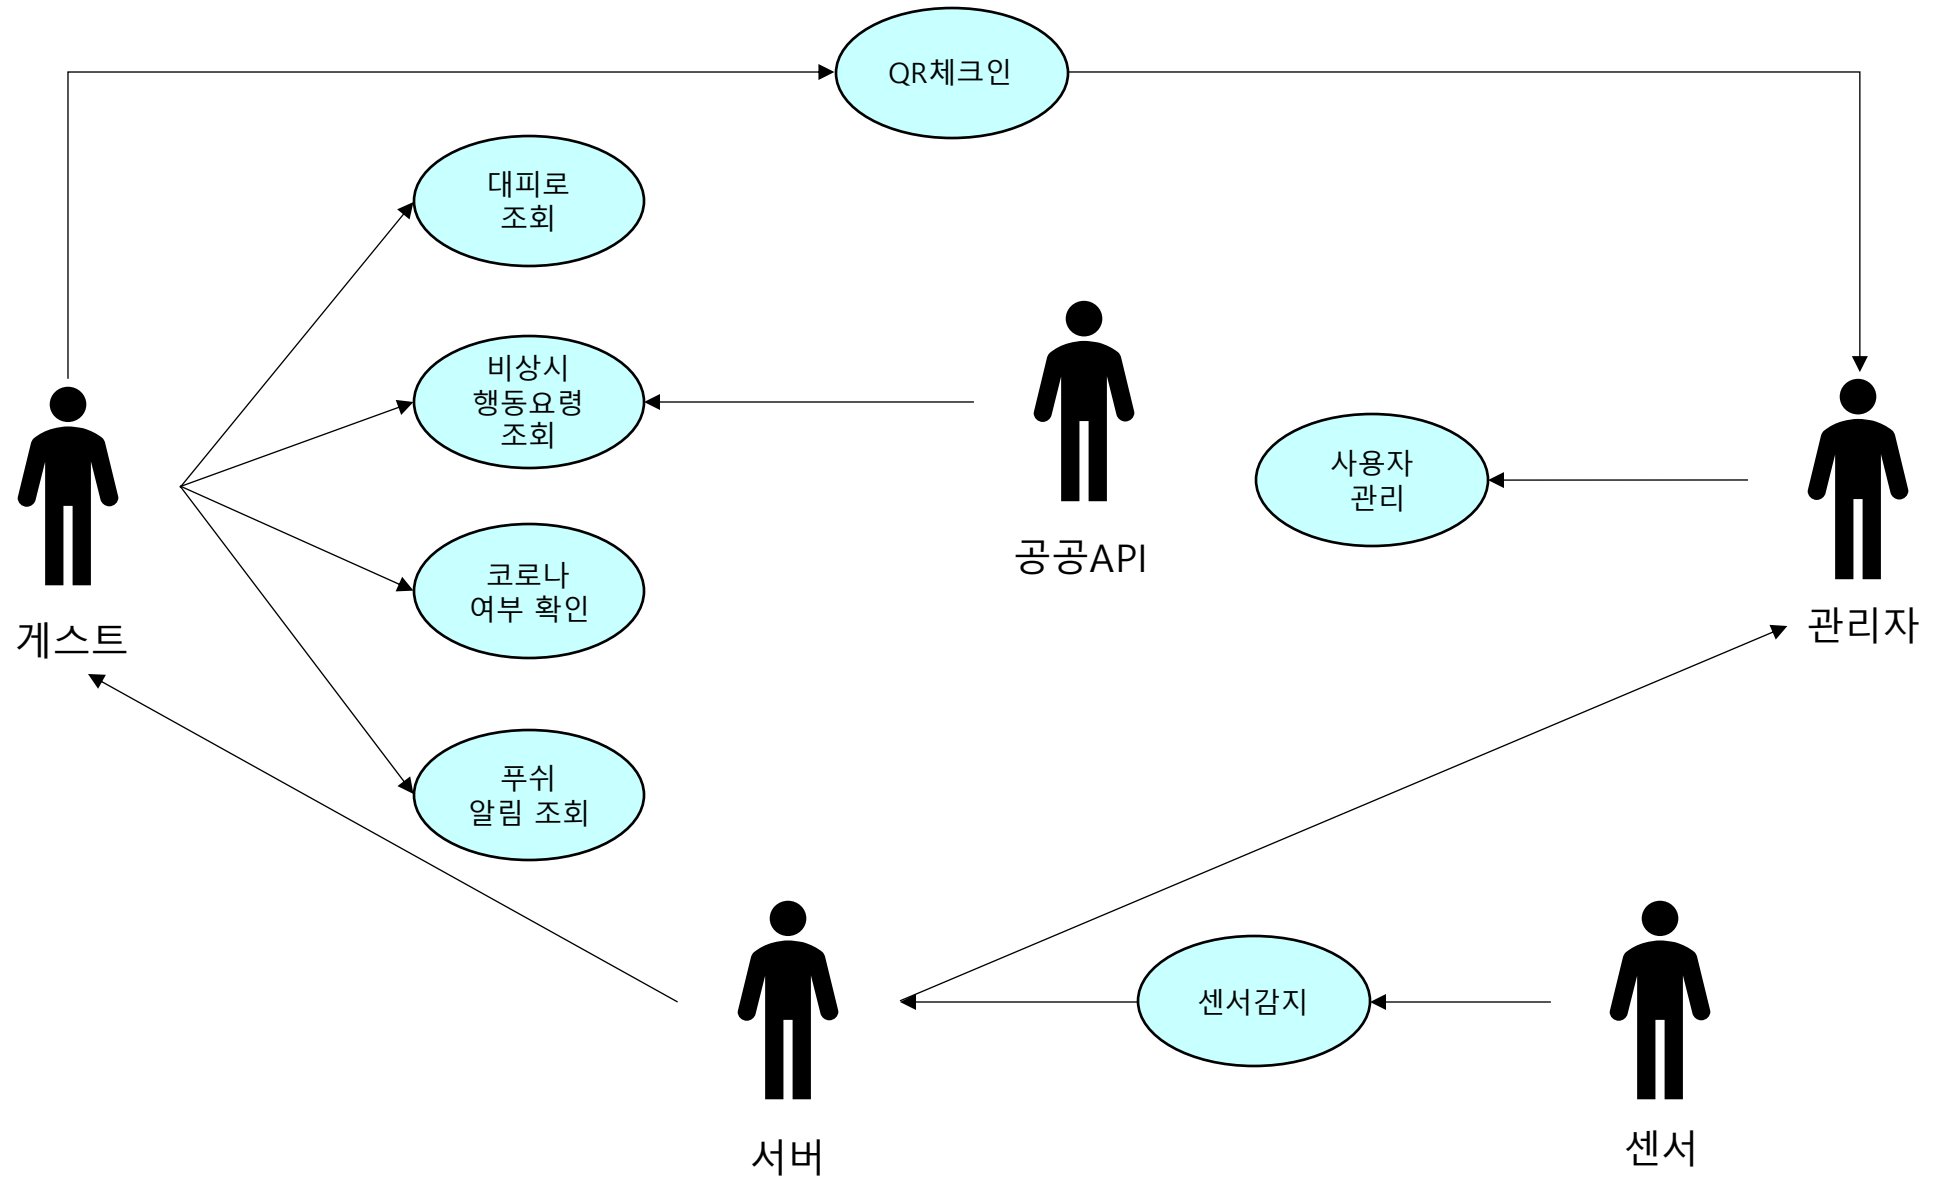 QR체크인
대피로
조회
비상시
행동요령
조회
사용자
관리
공공API
코로나
여부 확인
게스트
관리자
푸쉬
알림 조회
센서감지
서버
센서